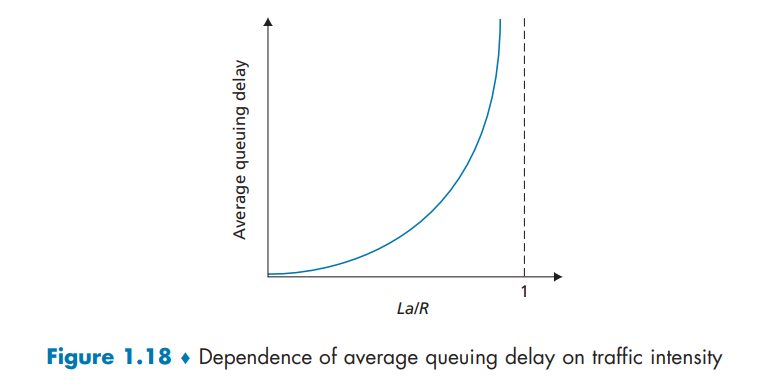 Average queuing delay
1
La/R
Figure 1.18 ♦ Dependence of average queuing delay on traffic intensity